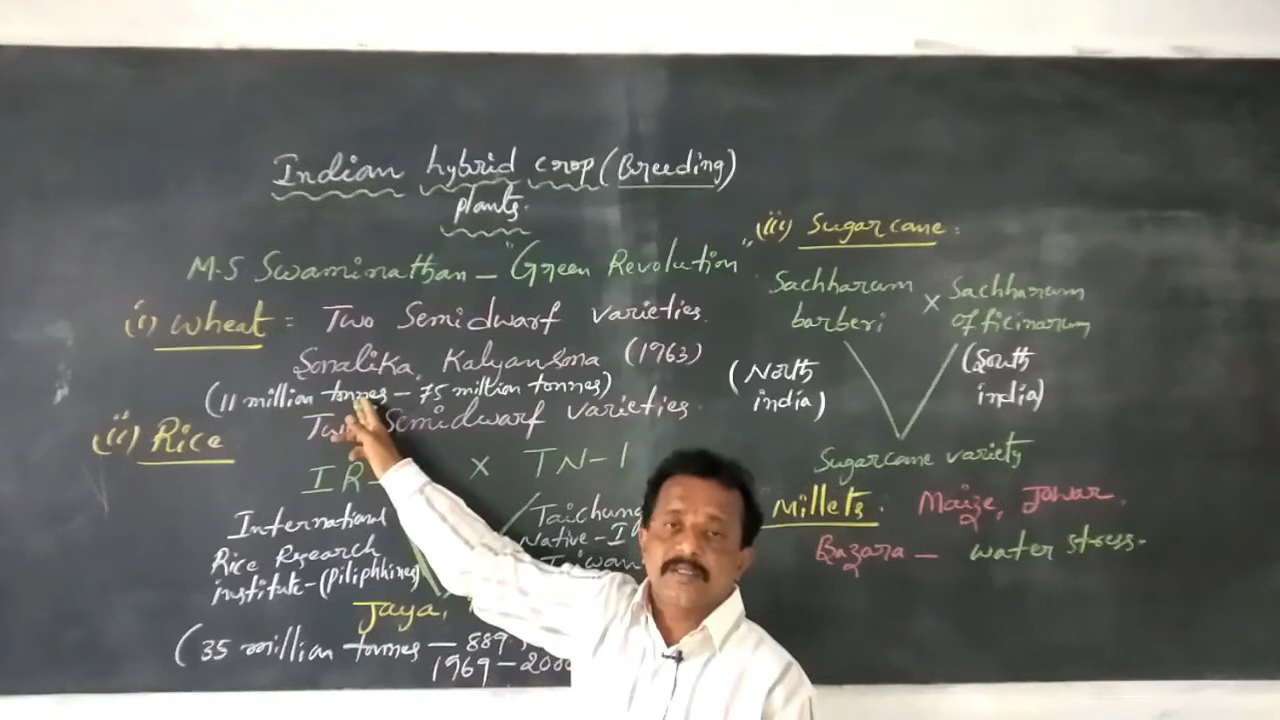 Indian hybrid crop (Breeding)
plants.
M.S Swaminathan – "Green Revolution"
(i) Wheat = Two Semidwarf varieties.
Sonalika, Kalyansona (1963)
(11 million tonnes – 75 million tonnes)
(ii) Rice
Two Semidwarf varieties.
IR- × TN-1
International
Rice Research
institute-(piliphkines)
Taichung
Native-I
Taiwan
Jaya,
(35 million tonnes – 889.
1969 – 2000
(iii) Sugarcane:
Sachharum barberi × Sachharum officinarum
(North india) (South india)
Sugarcane variety
Millets: Maize, Jowar.
Bazara – water stress.